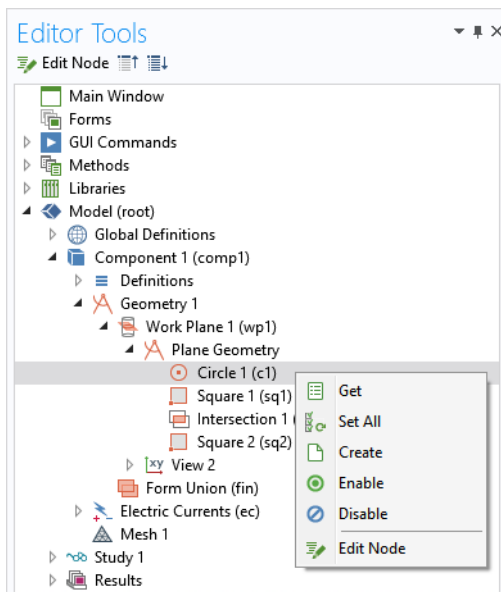 Editor Tools
Edit Node
Main Window
Forms
GUI Commands
Methods
Libraries
Model (root)
Global Definitions
Component 1 (comp1)
Definitions
Geometry 1
Work Plane 1 (wp1)
Plane Geometry
Circle 1 (c1)
Square 1 (sq1)
Intersection 1 (
Square 2 (sq2)
View 2
Form Union (fin)
Electric Currents (ec)
Mesh 1
Study 1
Results
Get
Set All
Create
Enable
Disable
Edit Node